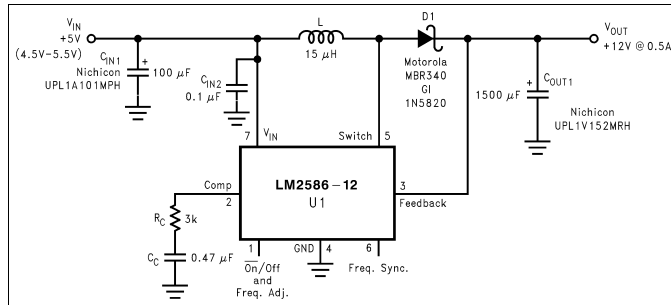 V_IN
+5V
(4.5V-5.5V)
C_IN1
Nichicon
UPL1A101MPH
+
100 μF
C_IN2
0.1 μF
L
15 μH
D1
Motorola
MBR340
GI
1N5820
V_OUT
+12V @ 0.5A
C_OUT1
+
1500 μF
Nichicon
UPL1V152MRH
7
V_IN
Switch
5
Comp
2
LM2586-12
U1
3
Feedback
R_C
3k
C_C
0.47 μF
1
GND
4
6
On/Off
and
Freq. Adj.
Freq. Sync.